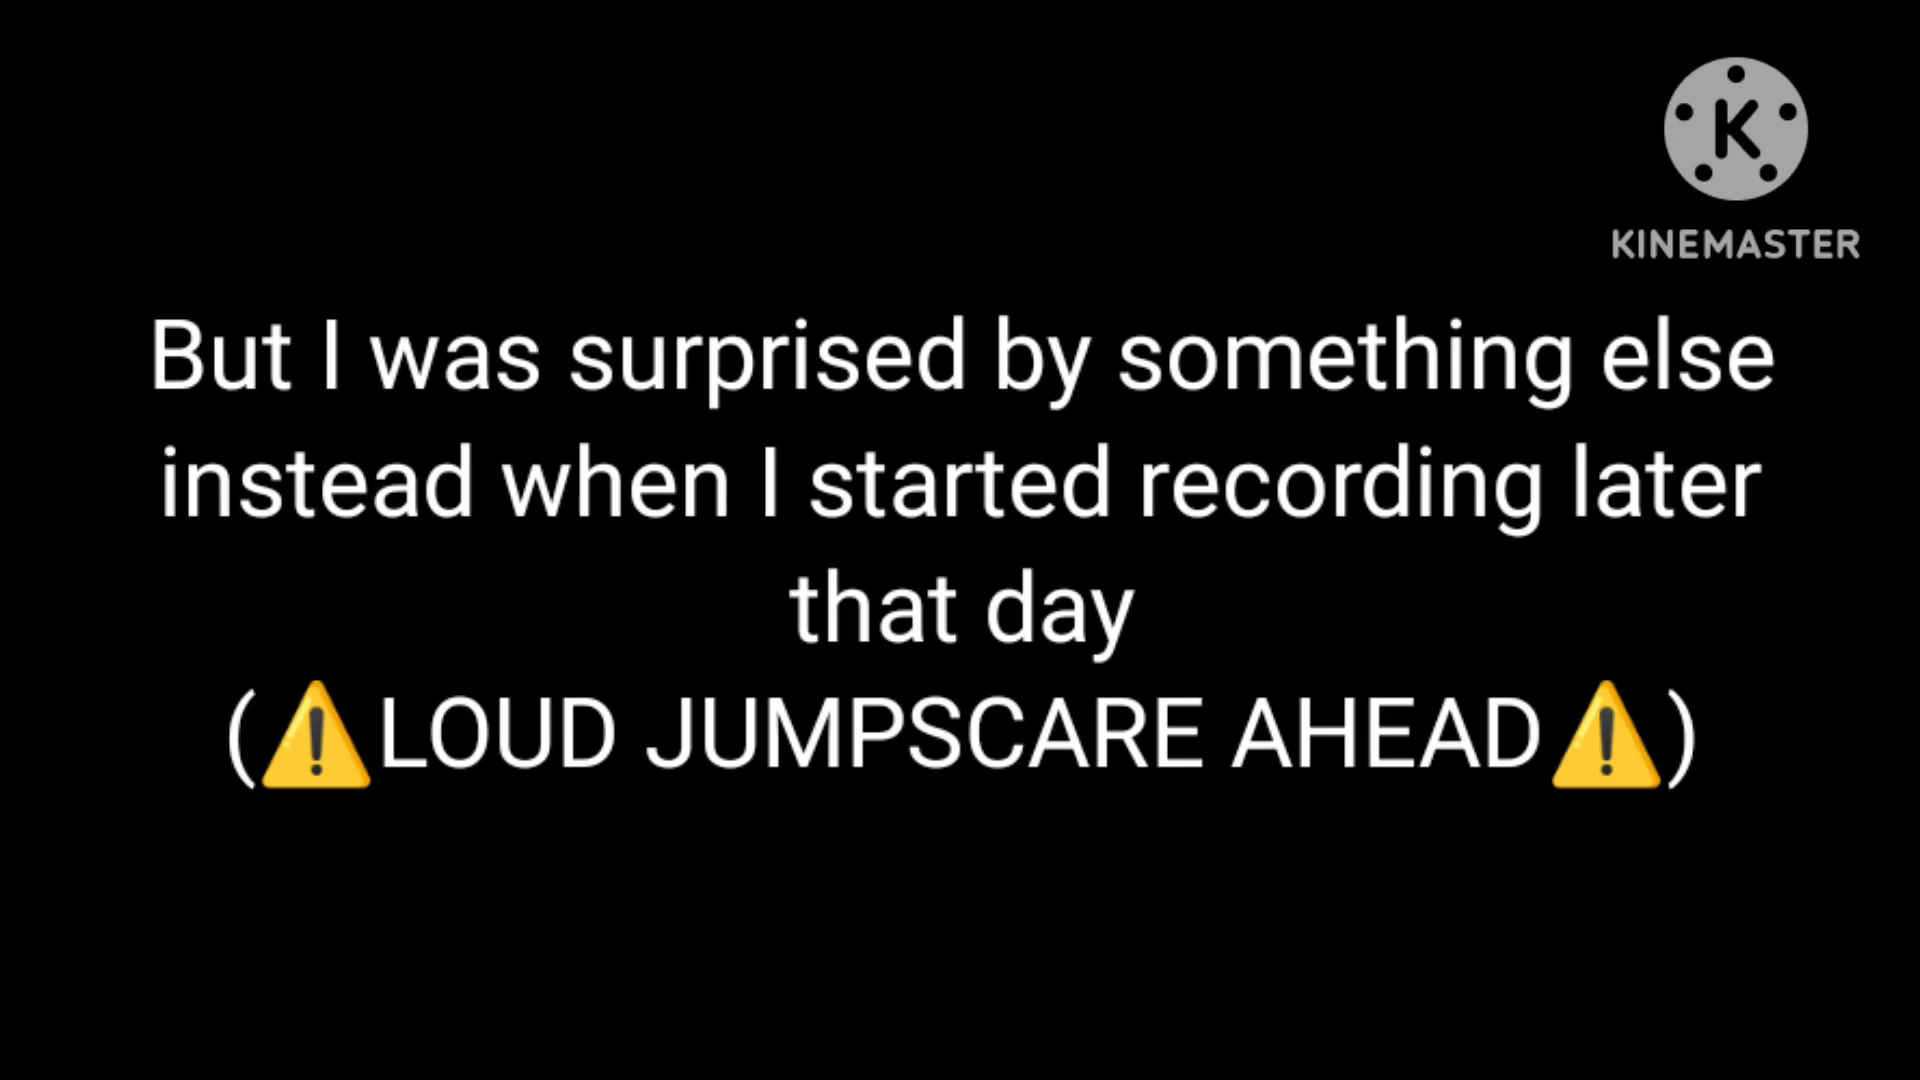 K
KINEMASTER
But I was surprised by something else
instead when I started recording later
that day
(⚠️LOUD JUMPSCARE AHEAD⚠️)